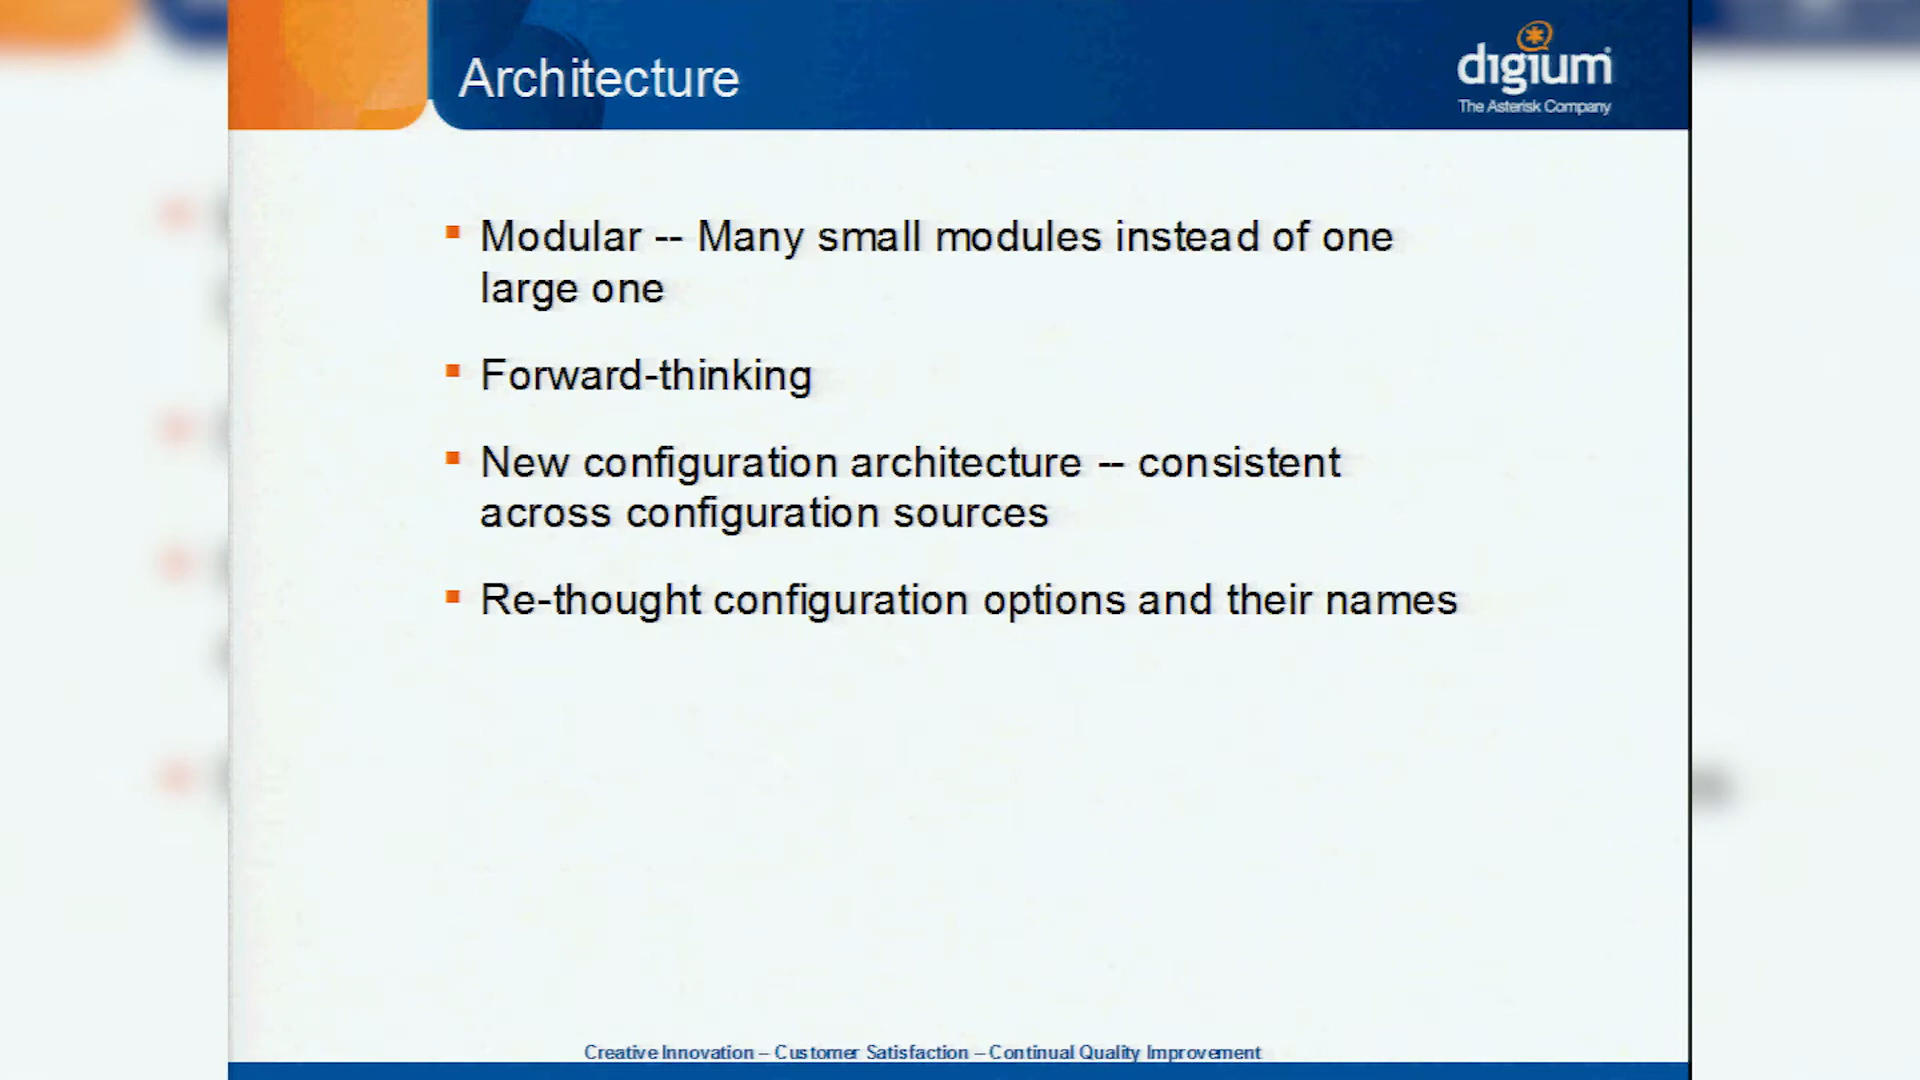 Architecture
digium
The Asterisk Company
Modular -- Many small modules instead of one
large one
Forward-thinking
New configuration architecture -- consistent
across configuration sources
Re-thought configuration options and their names
Creative Innovation – Customer Satisfaction – Continual Quality Improvement